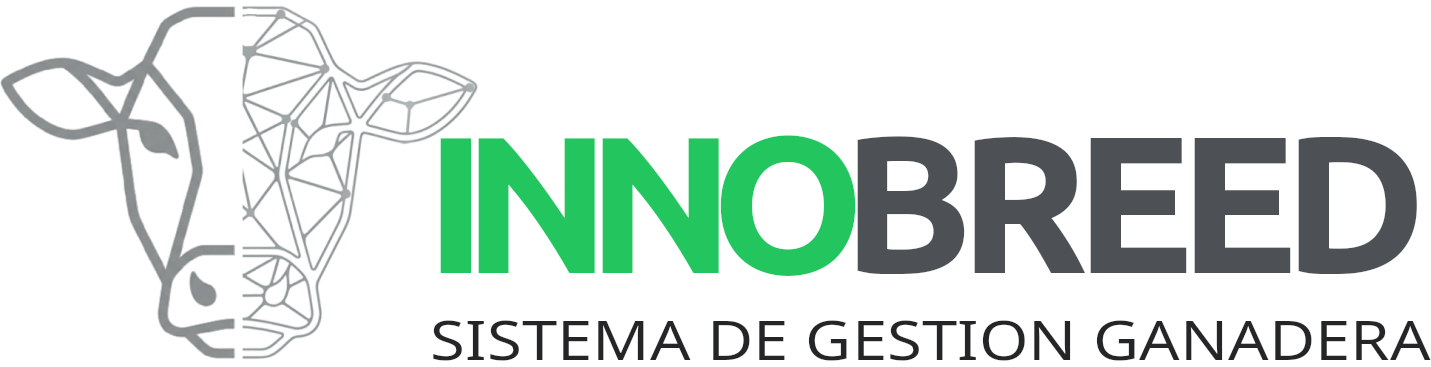 INNOBREED
SISTEMA DE GESTION GANADERA